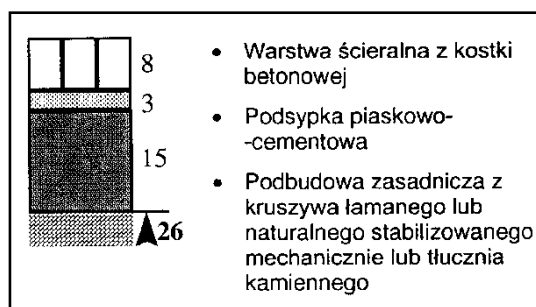 8
3
15
26
• Warstwa ścieralna z kostki
betonowej
• Podsypka piaskowo-
-cementowa
• Podbudowa zasadnicza z
kruszywa łamanego lub
naturalnego stabilizowanego
mechanicznie lub tłucznia
kamiennego